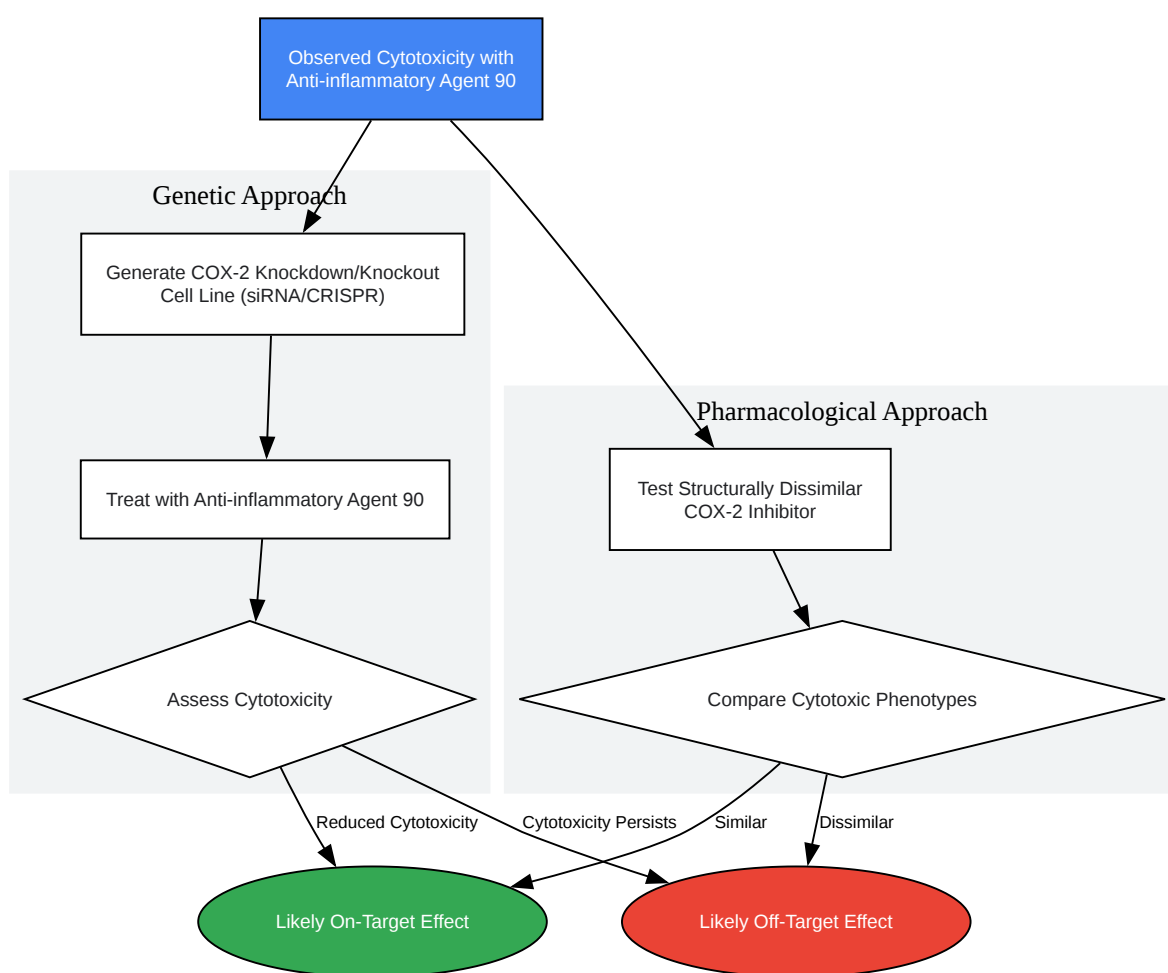 Observed Cytotoxicity with
Anti-inflammatory Agent 90
Genetic Approach
Generate COX-2 Knockdown/Knockout
Cell Line (siRNA/CRISPR)
Treat with Anti-inflammatory Agent 90
Assess Cytotoxicity
Pharmacological Approach
Test Structurally Dissimilar
COX-2 Inhibitor
Compare Cytotoxic Phenotypes
Reduced Cytotoxicity
Cytotoxicity Persists
Similar
Dissimilar
Likely On-Target Effect
Likely Off-Target Effect